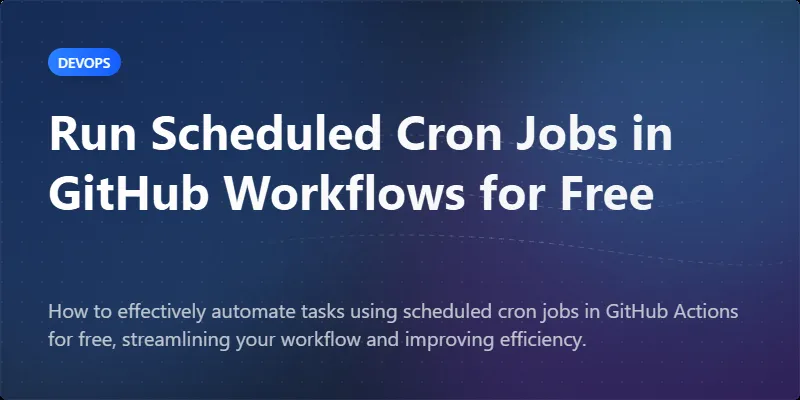 DEVOPS
Run Scheduled Cron Jobs in
GitHub Workflows for Free
How to effectively automate tasks using scheduled cron jobs in GitHub Actions
for free, streamlining your workflow and improving efficiency.